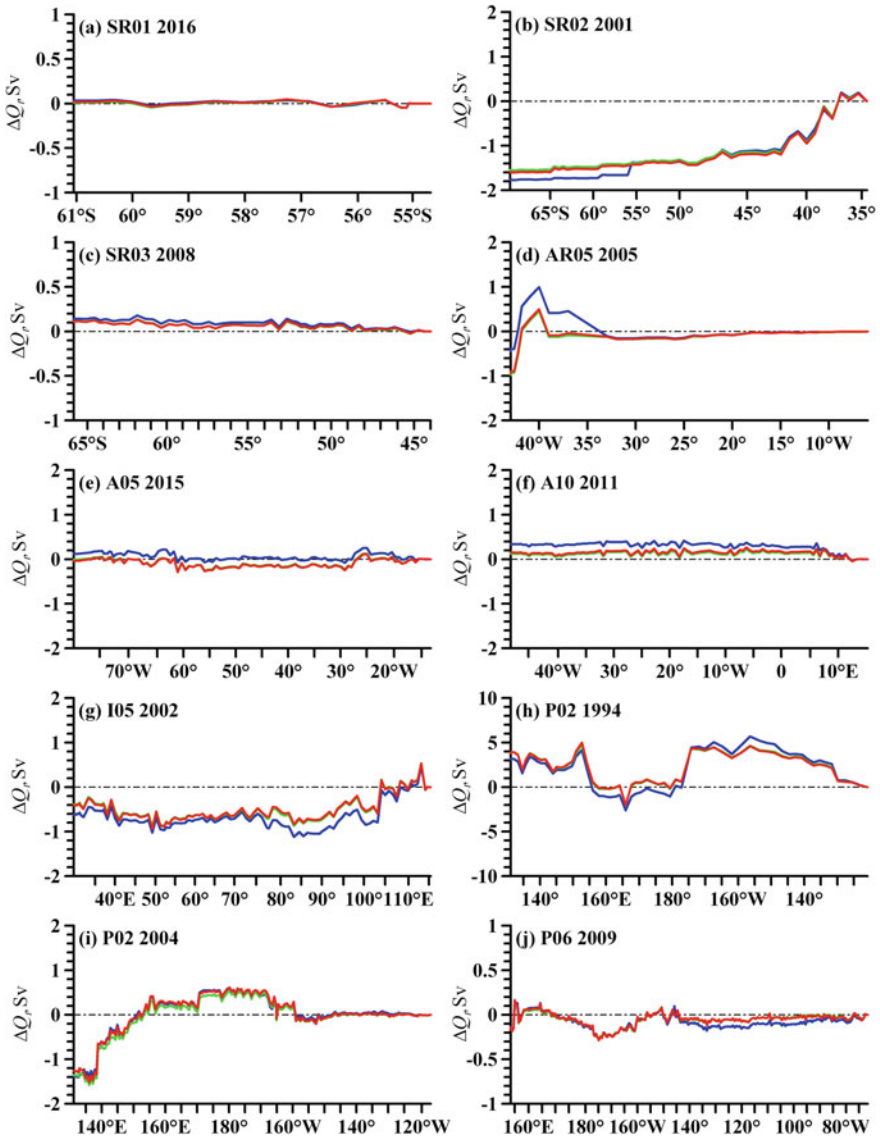 (a) SR01 2016
(b) SR02 2001
1
0.5
0
-0.5
-1
ΔQr, Sv
61°S 60° 59° 58° 57° 56° 55°S
2
1
0
-1
-2
ΔQr, Sv
65°S 60° 55° 50° 45° 40° 35°
(c) SR03 2008
(d) AR05 2005
1
0.5
0
-0.5
-1
ΔQr, Sv
65°S 60° 55° 50° 45°
2
1
0
-1
-2
ΔQr, Sv
40°W 35° 30° 25° 20° 15° 10°W
(e) A05 2015
(f) A10 2011
2
1
0
-1
-2
ΔQr, Sv
70°W 60° 50° 40° 30° 20°W
2
1
0
-1
-2
ΔQr, Sv
40°W 30° 20° 10°W 0 10°E
(g) I05 2002
(h) P02 1994
2
1
0
-1
-2
ΔQr, Sv
40°E 50° 60° 70° 80° 90° 100° 110°E
10
5
0
-5
-10
ΔQr, Sv
140° 160°E 180° 160°W 140°
(i) P02 2004
(j) P06 2009
2
1
0
-1
-2
ΔQr, Sv
140°E 160°E 180° 160°W 140° 120°W
1
0.5
0
-0.5
-1
ΔQr, Sv
160°E 180° 160°W 140° 120° 100° 80°W